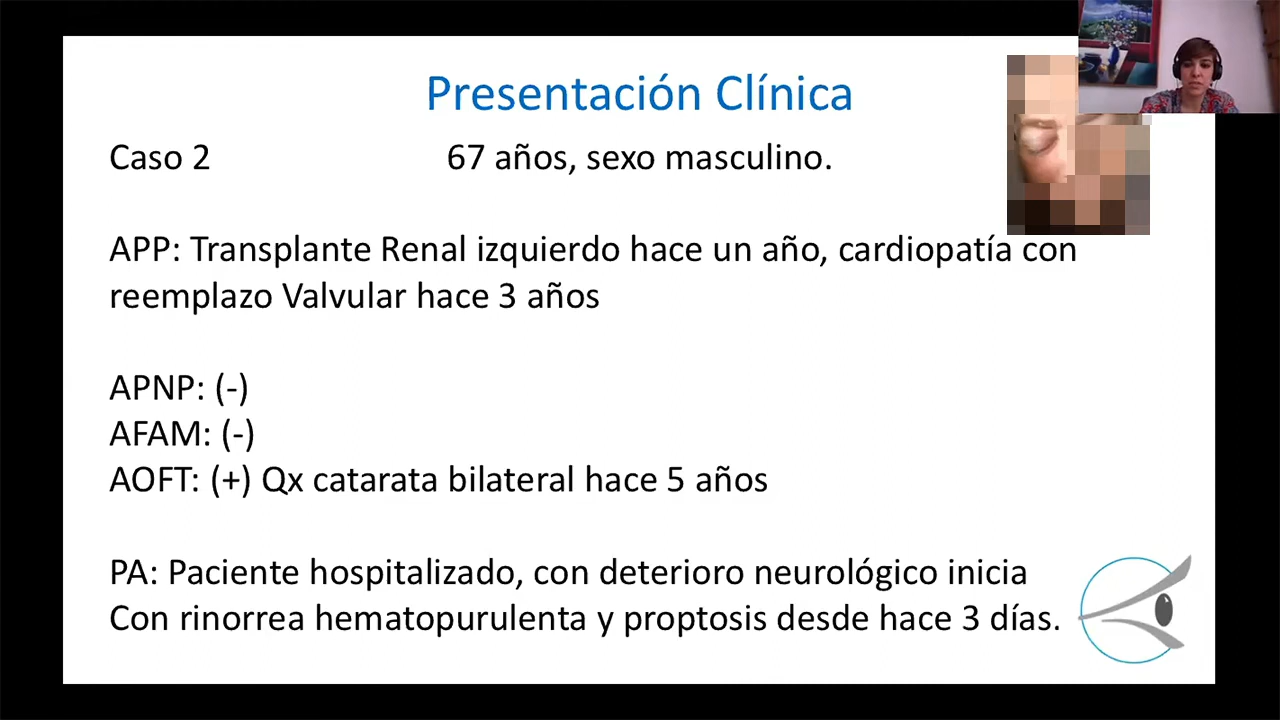 Presentación Clínica
Caso 2 67 años, sexo masculino.
APP: Transplante Renal izquierdo hace un año, cardiopatía con
reemplazo Valvular hace 3 años
APNP: (-)
AFAM: (-)
AOFT: (+) Qx catarata bilateral hace 5 años
PA: Paciente hospitalizado, con deterioro neurológico inicia
Con rinorrea hematopurulenta y proptosis desde hace 3 días.